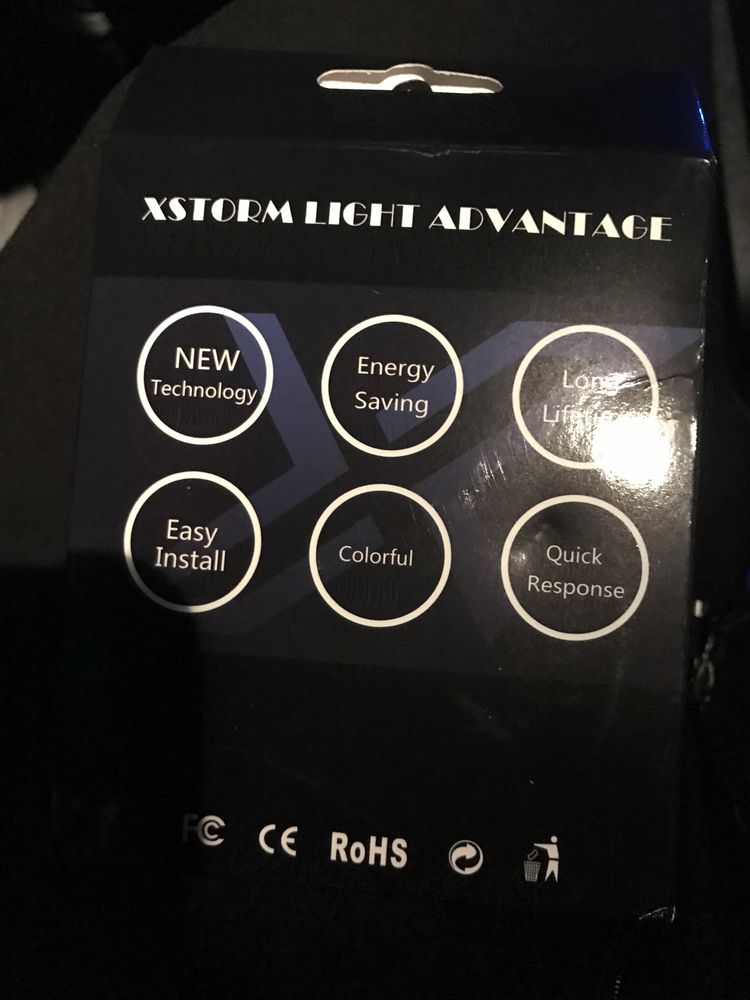 XSTORM LIGHT ADVANTAGE
NEW
Technology
Energy
Saving
Long
Easy
Install
Colorful
Quick
Response
FC CE RoHS